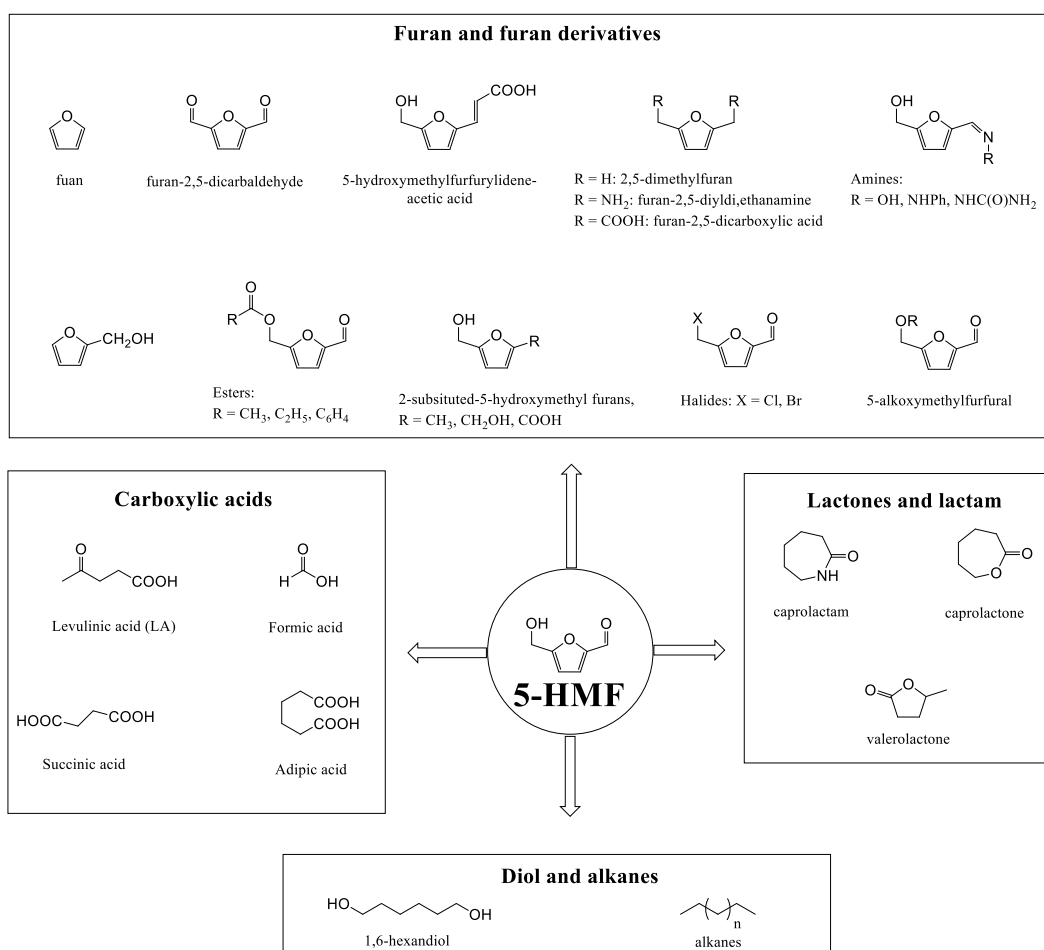 Furan and furan derivatives
O
fuan
O O O
furan-2,5-dicarbaldehyde
OH O COOH
5-hydroxymethylfurfurylidene-
acetic acid
R O R
R = H: 2,5-dimethylfuran
R = NH2: furan-2,5-diyldi,ethanamine
R = COOH: furan-2,5-dicarboxylic acid
OH O N R
Amines:
R = OH, NHPh, NHC(O)NH2
O CH2OH
O R O O O
Esters:
R = CH3, C2H5, C6H4
OH O R
2-subsituted-5-hydroxymethyl furans,
R = CH3, CH2OH, COOH
X O O
Halides: X = Cl, Br
OR O O
5-alkoxymethylfurfural
Carboxylic acids
O COOH
Levulinic acid (LA)
O H OH
Formic acid
HOOC COOH
Succinic acid
COOH
COOH
Adipic acid
OH O O
5-HMF
Lactones and lactam
O NH
caprolactam
O O
caprolactone
O O
valerolactone
Diol and alkanes
HO OH
1,6-hexandiol
n
alkanes